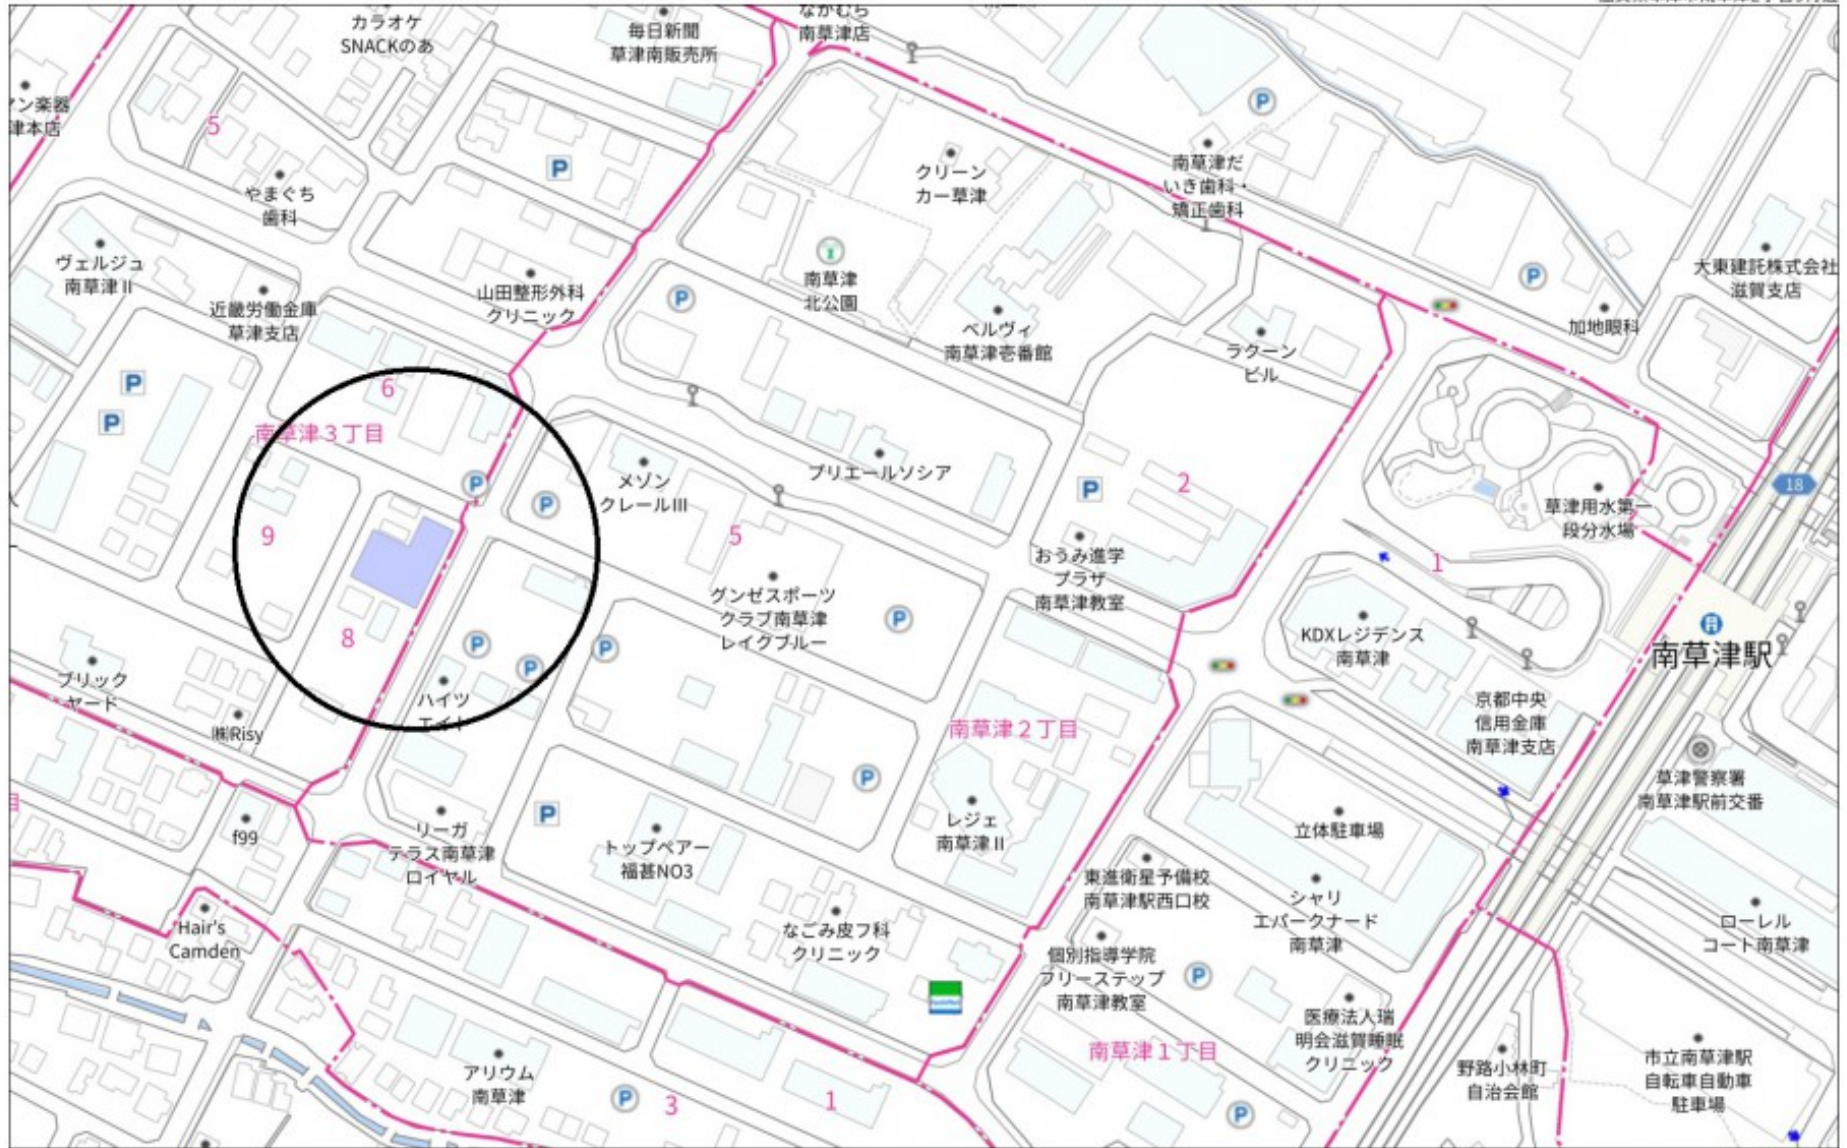 カラオケ
SNACKのあ
毎日新聞
草津南販売所
なかむら
南草津店
津本店
5
P
P
やまぐち
歯科
クリーン
カー草津
南草津だ
いき歯科・
矯正歯科
ヴェルジュ
南草津Ⅱ
近畿労働金庫
草津支店
山田整形外科
クリニック
P
南草津
北公園
ベルヴィ
南草津壱番館
ラクーン
ビル
P
加地眼科
大東建託株式会社
滋賀支店
P
P
6
南草津3丁目
P
P
9
8
メゾン
クレールⅢ
ブリエールソシア
5
グンゼスポーツ
クラブ南草津
レイクブルー
P
P
2
おうみ進学
プラザ
南草津教室
草津用水第一
段分水場
18
1
KDXレジデンス
南草津
南草津駅
P
P
P
ハイツ
エイト
ブリック
ヤード
㈱Risy
南草津2丁目
京都中央
信用金庫
南草津支店
草津警察署
南草津駅前交番
P
P
f99
リーガ
テラス南草津
ロイヤル
トップペアー
福甚NO3
レジェ
南草津Ⅱ
立体駐車場
東進衛星予備校
南草津駅西口校
シャリ
エパークナード
南草津
ローレル
コート南草津
Hair's
Camden
なごみ皮フ科
クリニック
個別指導学院
フリーステップ
南草津教室
P
医療法人瑞
明会滋賀睡眠
クリニック
南草津1丁目
アリウム
南草津
P
3
1
P
野路小林町
自治会館
市立南草津駅
自転車自動車
駐車場